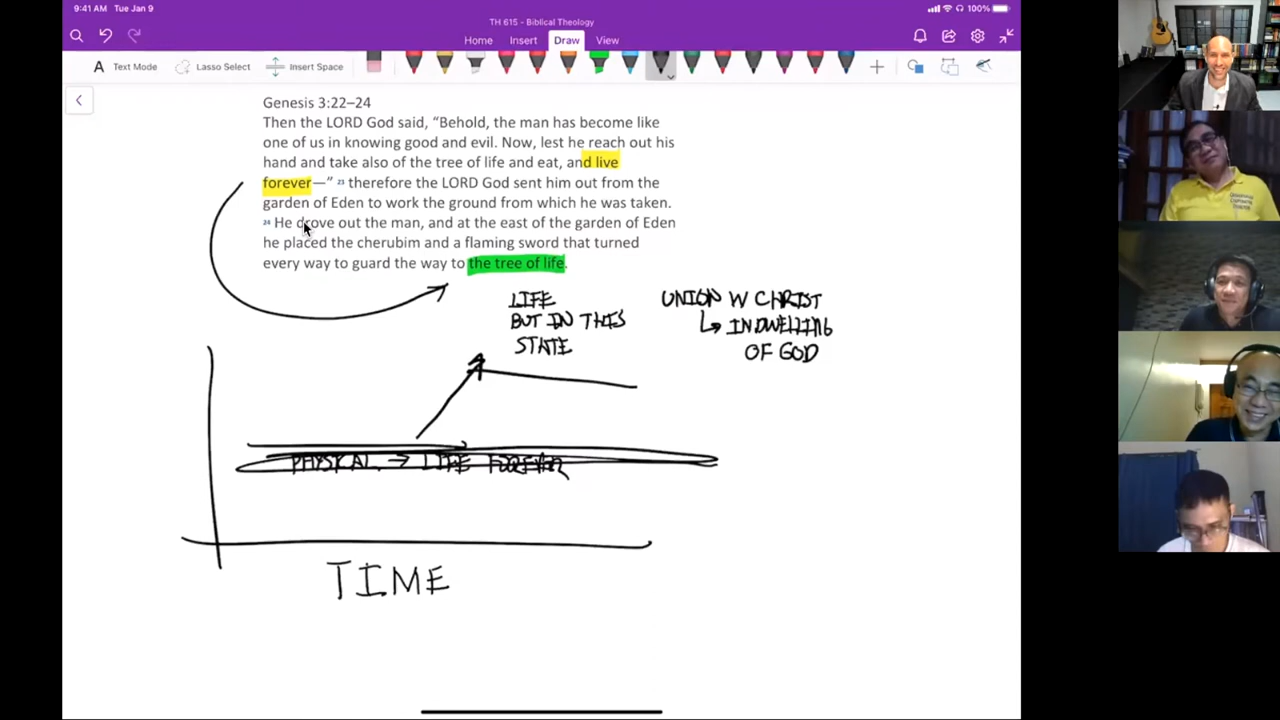 9:41 AM Tue Jan 9
100%
TH 615 - Biblical Theology
Home Insert Draw View
A Text Mode Lasso Select Insert Space
Genesis 3:22–24
Then the LORD God said, “Behold, the man has become like
one of us in knowing good and evil. Now, lest he reach out his
hand and take also of the tree of life and eat, and live
forever—” 23 therefore the LORD God sent him out from the
garden of Eden to work the ground from which he was taken.
24 He drove out the man, and at the east of the garden of Eden
he placed the cherubim and a flaming sword that turned
every way to guard the way to the tree of life.
LIFE
BUT IN THIS
STATE
UNION W CHRIST
↳ INDWELLING
OF GOD
PHYSICAL → LIFE FOREVER
TIME